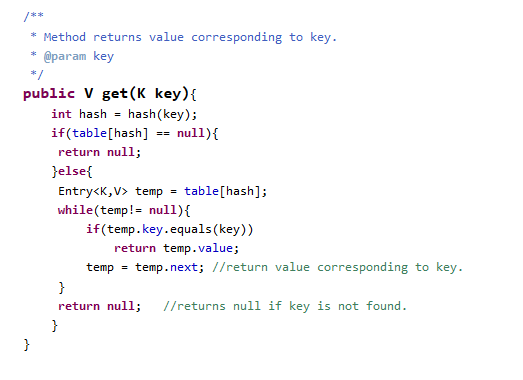 /**
* Method returns value corresponding to key.
* @param key
*/
public V get(K key){
int hash = hash(key);
if(table[hash] == null){
return null;
}else{
Entry<K,V> temp = table[hash];
while(temp!= null){
if(temp.key.equals(key))
return temp.value;
temp = temp.next; //return value corresponding to key.
}
return null;   //returns null if key is not found.
}
}